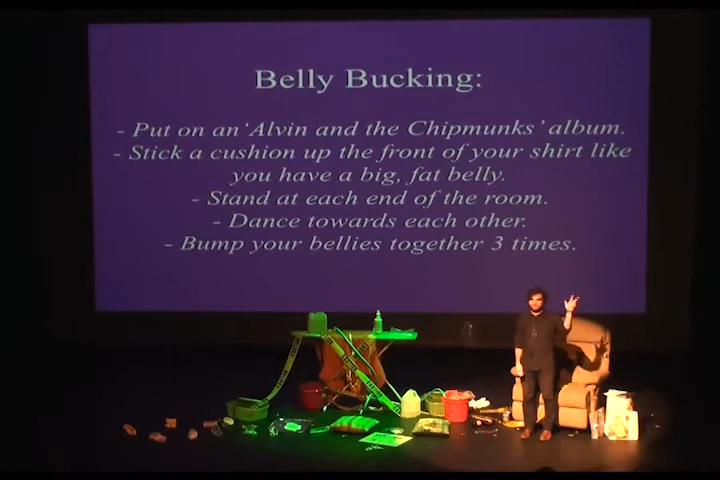 Belly Bucking:
- Put on an 'Alvin and the Chipmunks' album.
- Stick a cushion up the front of your shirt like
you have a big, fat belly.
- Stand at each end of the room.
- Dance towards each other.
- Bump your bellies together 3 times.